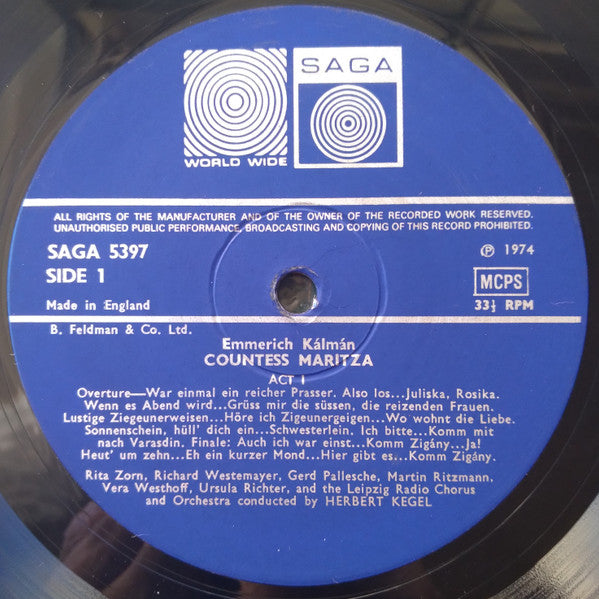 WORLD WIDE
SAGA
ALL RIGHTS OF THE MANUFACTURER AND OF THE OWNER OF THE RECORDED WORK RESERVED.
UNAUTHORISED PUBLIC PERFORMANCE, BROADCASTING AND COPYING OF THIS RECORD PROHIBITED.
SAGA 5397
SIDE 1
Made in England
℗ 1974
MCPS
33⅓ RPM
B. Feldman & Co. Ltd.
Emmerich Kálmán
COUNTESS MARITZA
ACT I
Overture—War einmal ein reicher Prasser. Also los...Juliska, Rosika.
Wenn es Abend wird...Grüss mir die süssen, die reizenden Frauen.
Lustige Ziegeunerweisen...Höre ich Zigeunergeigen...Wo wohnt die Liebe.
Sonnenschein, hüll' dich ein...Schwesterlein. Ich bitte...Komm mit
nach Varasdin. Finale: Auch ich war einst...Komm Zigány...Ja!
Heut' um zehn...Eh ein kurzer Mond...Hier gibt es...Komm Zigány.
Rita Zorn, Richard Westemayer, Gerd Pallesche, Martin Ritzmann,
Vera Westhoff, Ursula Richter, and the Leipzig Radio Chorus
and Orchestra conducted by HERBERT KEGEL